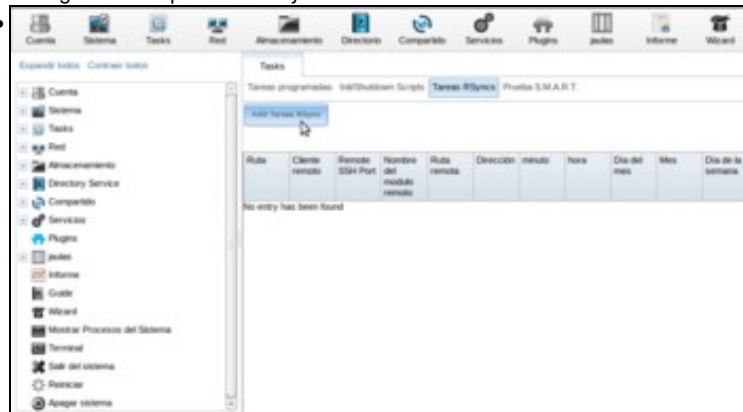 Cuenta Sistema Tasks Red Almacenamiento Directorio Compartido Servicios Plugins jaulas Informe Wizard
Expandir todos Contraer todos
Tasks
Tareas programadas Init/Shutdown Scripts Tareas RSyncs Prueba S.M.A.R.T.
Add Tareas RSync
Cuenta
Sistema
Tasks
Red
Almacenamiento
Directory Service
Compartido
Servicios
Plugins
jaulas
Informe
Guide
Wizard
Mostrar Procesos del Sistema
Terminal
Salir del sistema
Reiniciar
Apagar sistema
Ruta Cliente remoto Remote SSH Port Nombre del modulo remoto Ruta remota Dirección minuto hora Día del mes Mes Día de la semana
No entry has been found